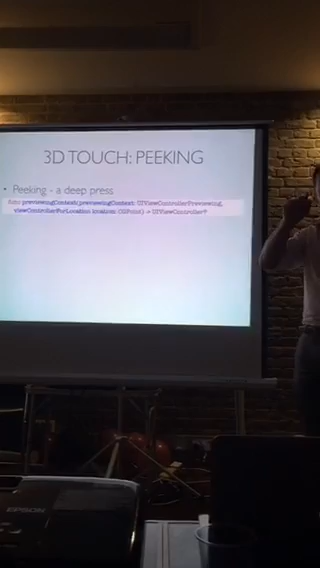 3D TOUCH: PEEKING
• Peeking - a deep press
func previewingContext(previewingContext: UIViewControllerPreviewing,
viewControllerForLocation location: CGPoint) -> UIViewController?
EPSON